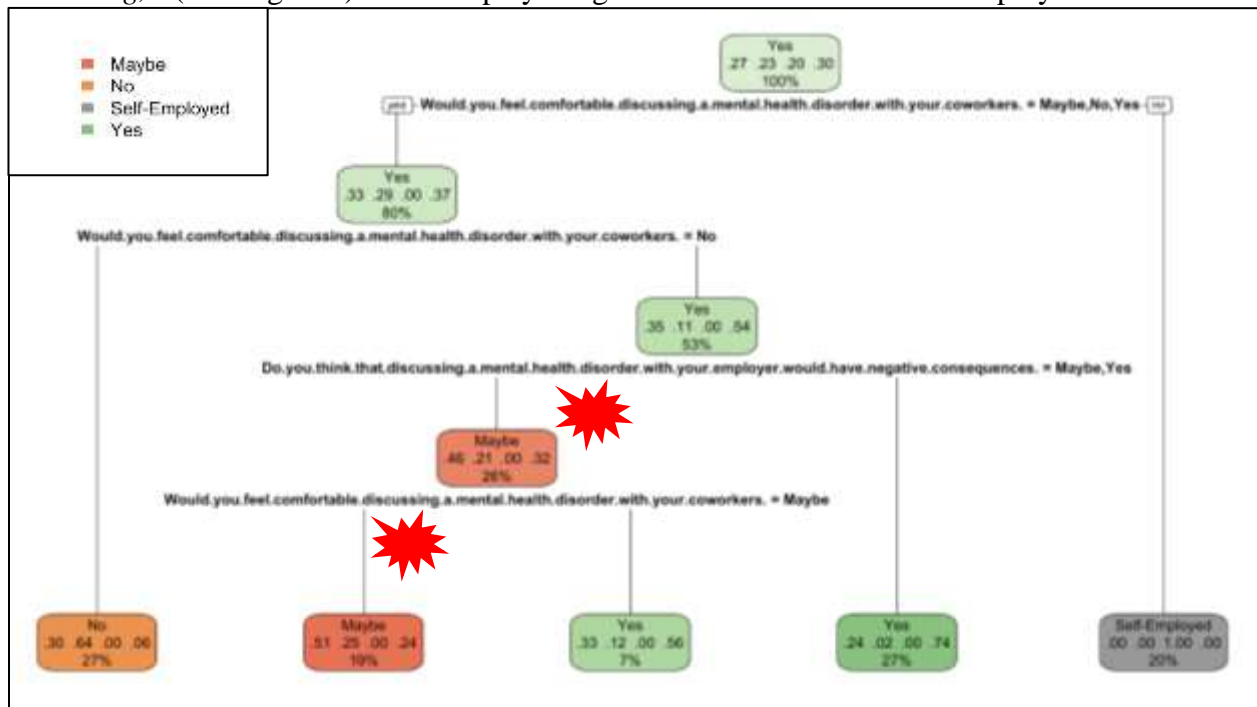 Maybe
No
Self-Employed
Yes
Yes
.27 .23 .20 .30
100%
yes Would.you.feel.comfortable.discussing.a.mental.health.disorder.with.your.coworkers. = Maybe,No,Yes no
Yes
.33 .29 .00 .37
80%
Would.you.feel.comfortable.discussing.a.mental.health.disorder.with.your.coworkers. = No
Yes
.35 .11 .00 .54
53%
Do.you.think.that.discussing.a.mental.health.disorder.with.your.employer.would.have.negative.consequences. = Maybe,Yes
Maybe
.46 .21 .00 .32
26%
Would.you.feel.comfortable.discussing.a.mental.health.disorder.with.your.coworkers. = Maybe
No
.30 .64 .00 .06
27%
Maybe
.51 .25 .00 .24
19%
Yes
.33 .12 .00 .56
7%
Yes
.24 .02 .00 .74
27%
Self-Employed
.00 .00 1.00 .00
20%